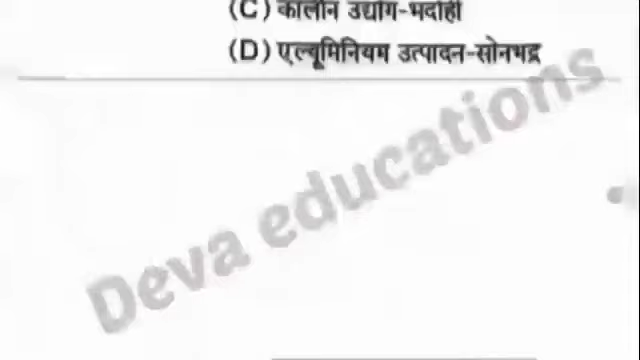 (C) कालीन उद्योग-भदोही
(D) एल्यूमिनियम उत्पादन-सोनभद्र
Deva educations